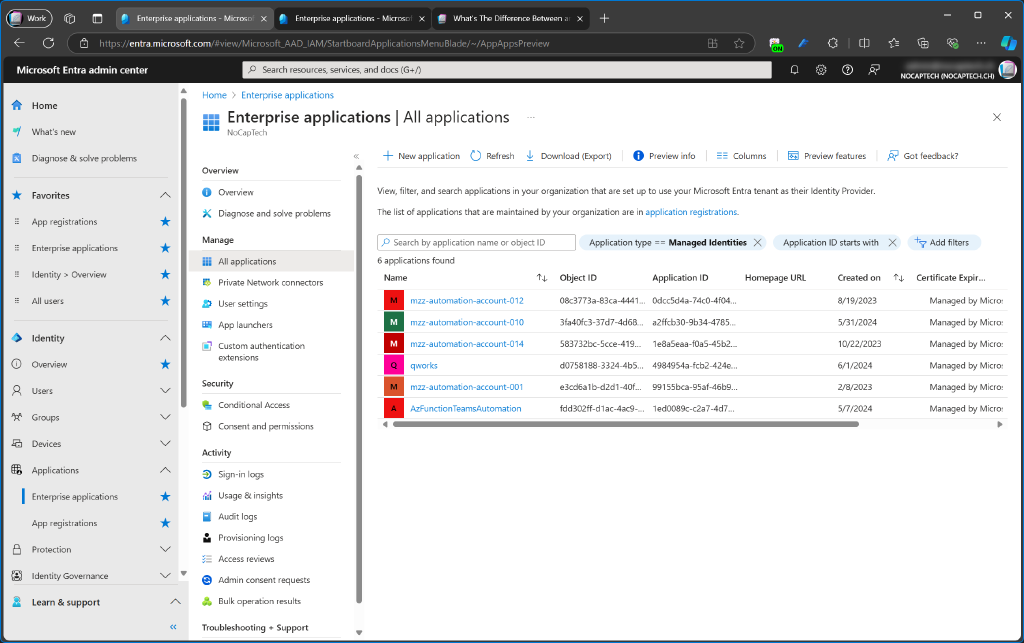 Work
Enterprise applications - Microsof
Enterprise applications - Microsof
What's The Difference Between a
https://entra.microsoft.com/#view/Microsoft_AAD_IAM/StartboardApplicationsMenuBlade/~/AppAppsPreview
ON
Microsoft Entra admin center
Search resources, services, and docs (G+/)
NOCAPTECH (NOCAPTECH.CH)
Home
What's new
Diagnose & solve problems
Favorites
App registrations
Enterprise applications
Identity > Overview
All users
Identity
Overview
Users
Groups
Devices
Applications
Enterprise applications
App registrations
Protection
Identity Governance
Learn & support
Home > Enterprise applications
Enterprise applications | All applications ...
NoCapTech
Overview
Overview
Diagnose and solve problems
Manage
All applications
Private Network connectors
User settings
App launchers
Custom authentication
extensions
Security
Conditional Access
Consent and permissions
Activity
Sign-in logs
Usage & insights
Audit logs
Provisioning logs
Access reviews
Admin consent requests
Bulk operation results
Troubleshooting + Support
New application Refresh Download (Export) Preview info Columns Preview features Got feedback?
View, filter, and search applications in your organization that are set up to use your Microsoft Entra tenant as their Identity Provider.
The list of applications that are maintained by your organization are in application registrations.
Search by application name or object ID
Application type == Managed Identities
Application ID starts with
Add filters
6 applications found
Name Object ID Application ID Homepage URL Created on Certificate Expir...
M mzz-automation-account-012 08c3773a-83ca-4441... 0dcc5d4a-74c0-4f04... 8/19/2023 Managed by Micros
M mzz-automation-account-010 3fa40fc3-37d7-4d68... a2ffcb30-9b34-4785... 5/31/2024 Managed by Micros
M mzz-automation-account-014 583732bc-5cce-419... 1e8a5eaa-f0a5-45b2... 10/22/2023 Managed by Micros
Q qworks d0758188-3324-4b5... 4984954a-fcb2-424e... 6/1/2024 Managed by Micros
M mzz-automation-account-001 e3cd6a1b-d2d1-40f... 99155bca-95af-46b9... 2/8/2023 Managed by Micros
A AzFunctionTeamsAutomation fdd302ff-d1ac-4ac9-... 1ed0089c-c2a7-4d7... 5/7/2024 Managed by Micros